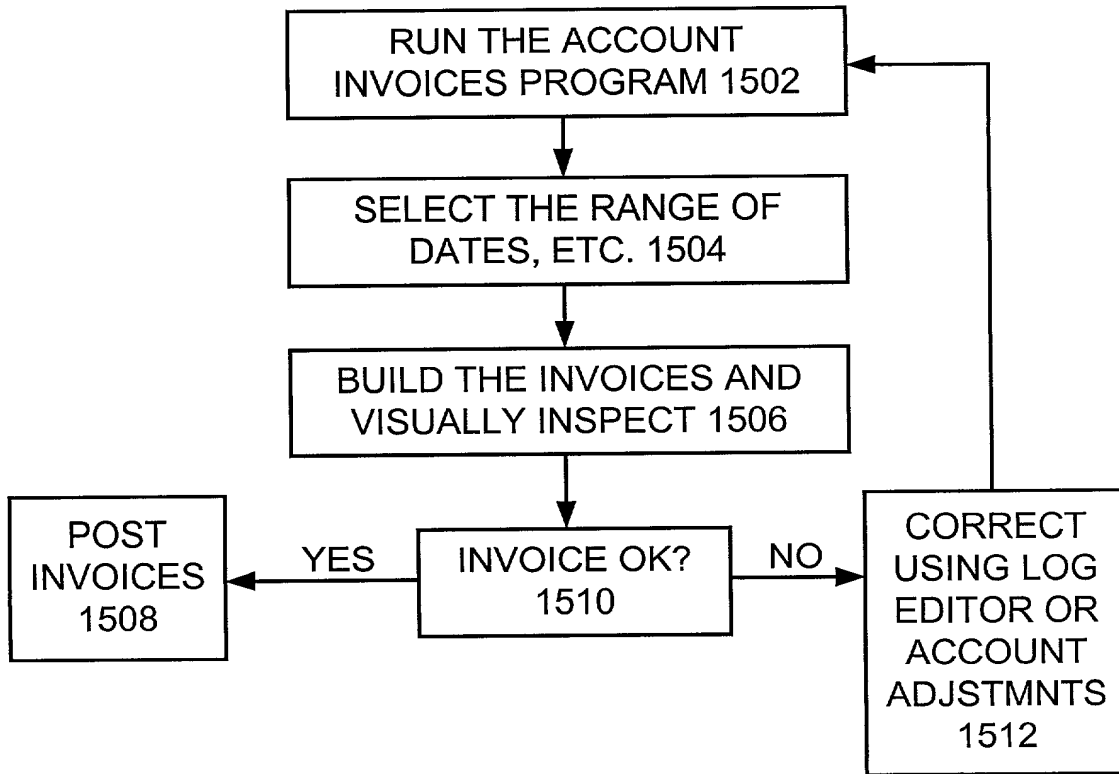 RUN THE ACCOUNT
INVOICES PROGRAM 1502
SELECT THE RANGE OF
DATES, ETC. 1504
BUILD THE INVOICES AND
VISUALLY INSPECT 1506
POST
INVOICES
1508
YES
INVOICE OK?
1510
NO
CORRECT
USING LOG
EDITOR OR
ACCOUNT
ADJSTMNTS
1512